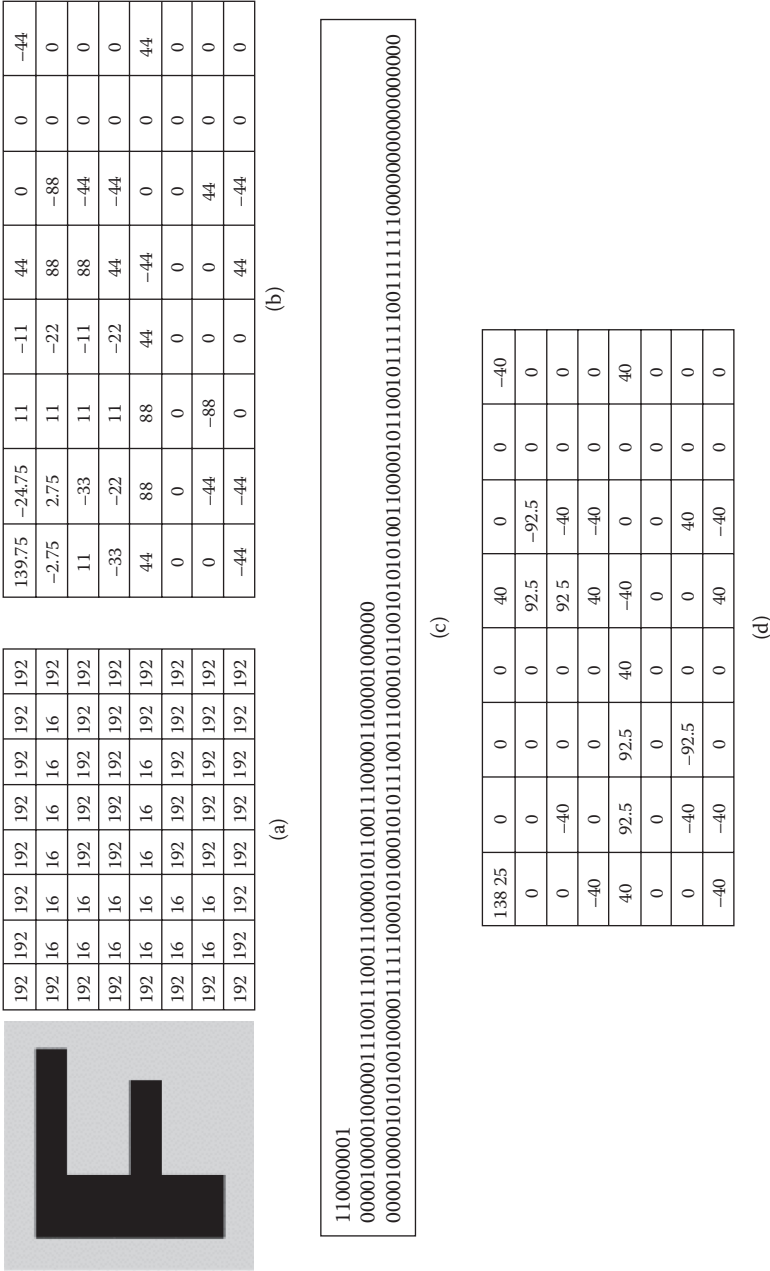 192 192 192 192 192 192 192 192
192 16 16 16 16 16 16 192
192 16 16 192 192 192 192 192
192 16 16 192 192 192 192 192
192 16 16 16 16 16 192 192
192 16 16 192 192 192 192 192
192 16 16 192 192 192 192 192
192 192 192 192 192 192 192 192
(a)
139.75 −24.75 11 −11 44 0 0 −44
−2.75 2.75 11 −22 88 −88 0 0
11 −33 11 −11 88 −44 0 0
−33 −22 11 −22 44 −44 0 0
44 88 88 44 −44 0 0 44
0 0 0 0 0 0 0 0
0 −44 −88 0 0 44 0 0
−44 −44 0 0 44 −44 0 0
(b)
110000001
00001000010000011100111001110000101100111000011000001000000
0000100001010100100001111110001010001010111001110001011001010101001100001011001011111001111111000000000000000000
(c)
138 25 0 0 0 40 0 0 −40
0 0 0 0 92.5 −92.5 0 0
0 −40 0 0 92 5 −40 0 0
−40 0 0 0 40 −40 0 0
40 92.5 92.5 40 −40 0 0 40
0 0 0 0 0 0 0 0
0 −40 −92.5 0 0 40 0 0
−40 −40 0 0 40 −40 0 0
(d)